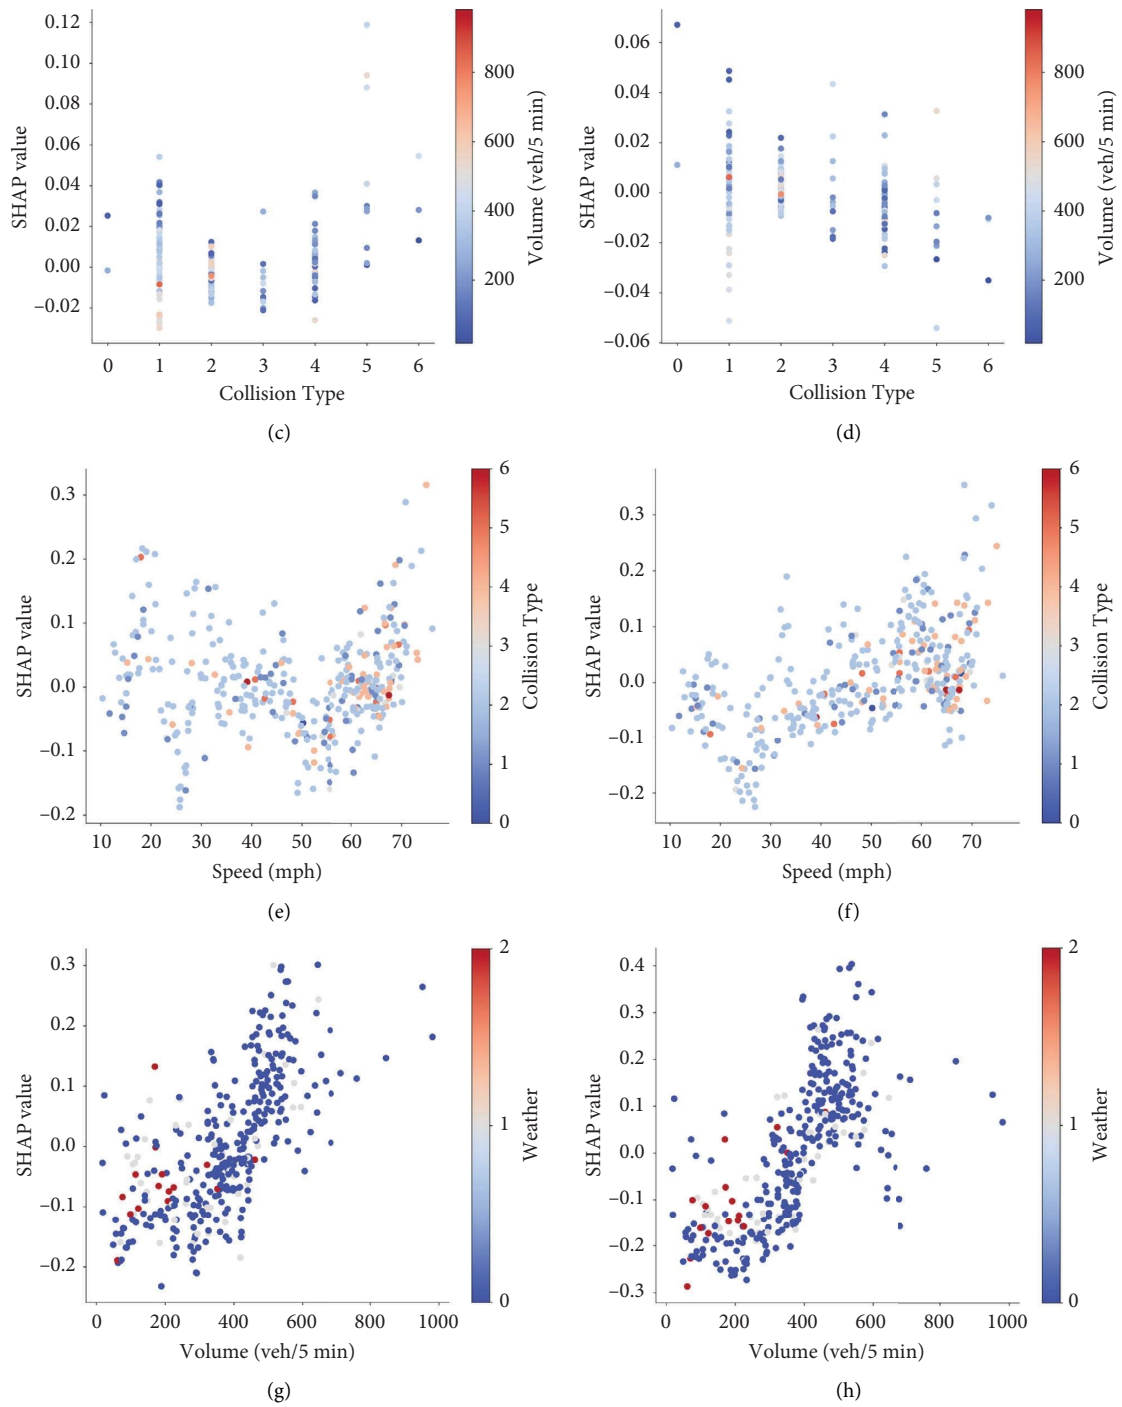 0.12
0.10
0.08
0.06
0.04
0.02
0.00
−0.02
SHAP value
0 1 2 3 4 5 6
Collision Type
800
600
400
200
Volume (veh/5 min)
(c)
0.06
0.04
0.02
0.00
−0.02
−0.04
−0.06
SHAP value
0 1 2 3 4 5 6
Collision Type
800
600
400
200
Volume (veh/5 min)
(d)
0.3
0.2
0.1
0.0
−0.1
−0.2
SHAP value
10 20 30 40 50 60 70
Speed (mph)
6
5
4
3
2
1
0
Collision Type
(e)
0.3
0.2
0.1
0.0
−0.1
−0.2
SHAP value
10 20 30 40 50 60 70
Speed (mph)
6
5
4
3
2
1
0
Collision Type
(f)
0.3
0.2
0.1
0.0
−0.1
−0.2
SHAP value
0 200 400 600 800 1000
Volume (veh/5 min)
2
1
0
Weather
(g)
0.4
0.3
0.2
0.1
0.0
−0.1
−0.2
−0.3
SHAP value
0 200 400 600 800 1000
Volume (veh/5 min)
2
1
0
Weather
(h)